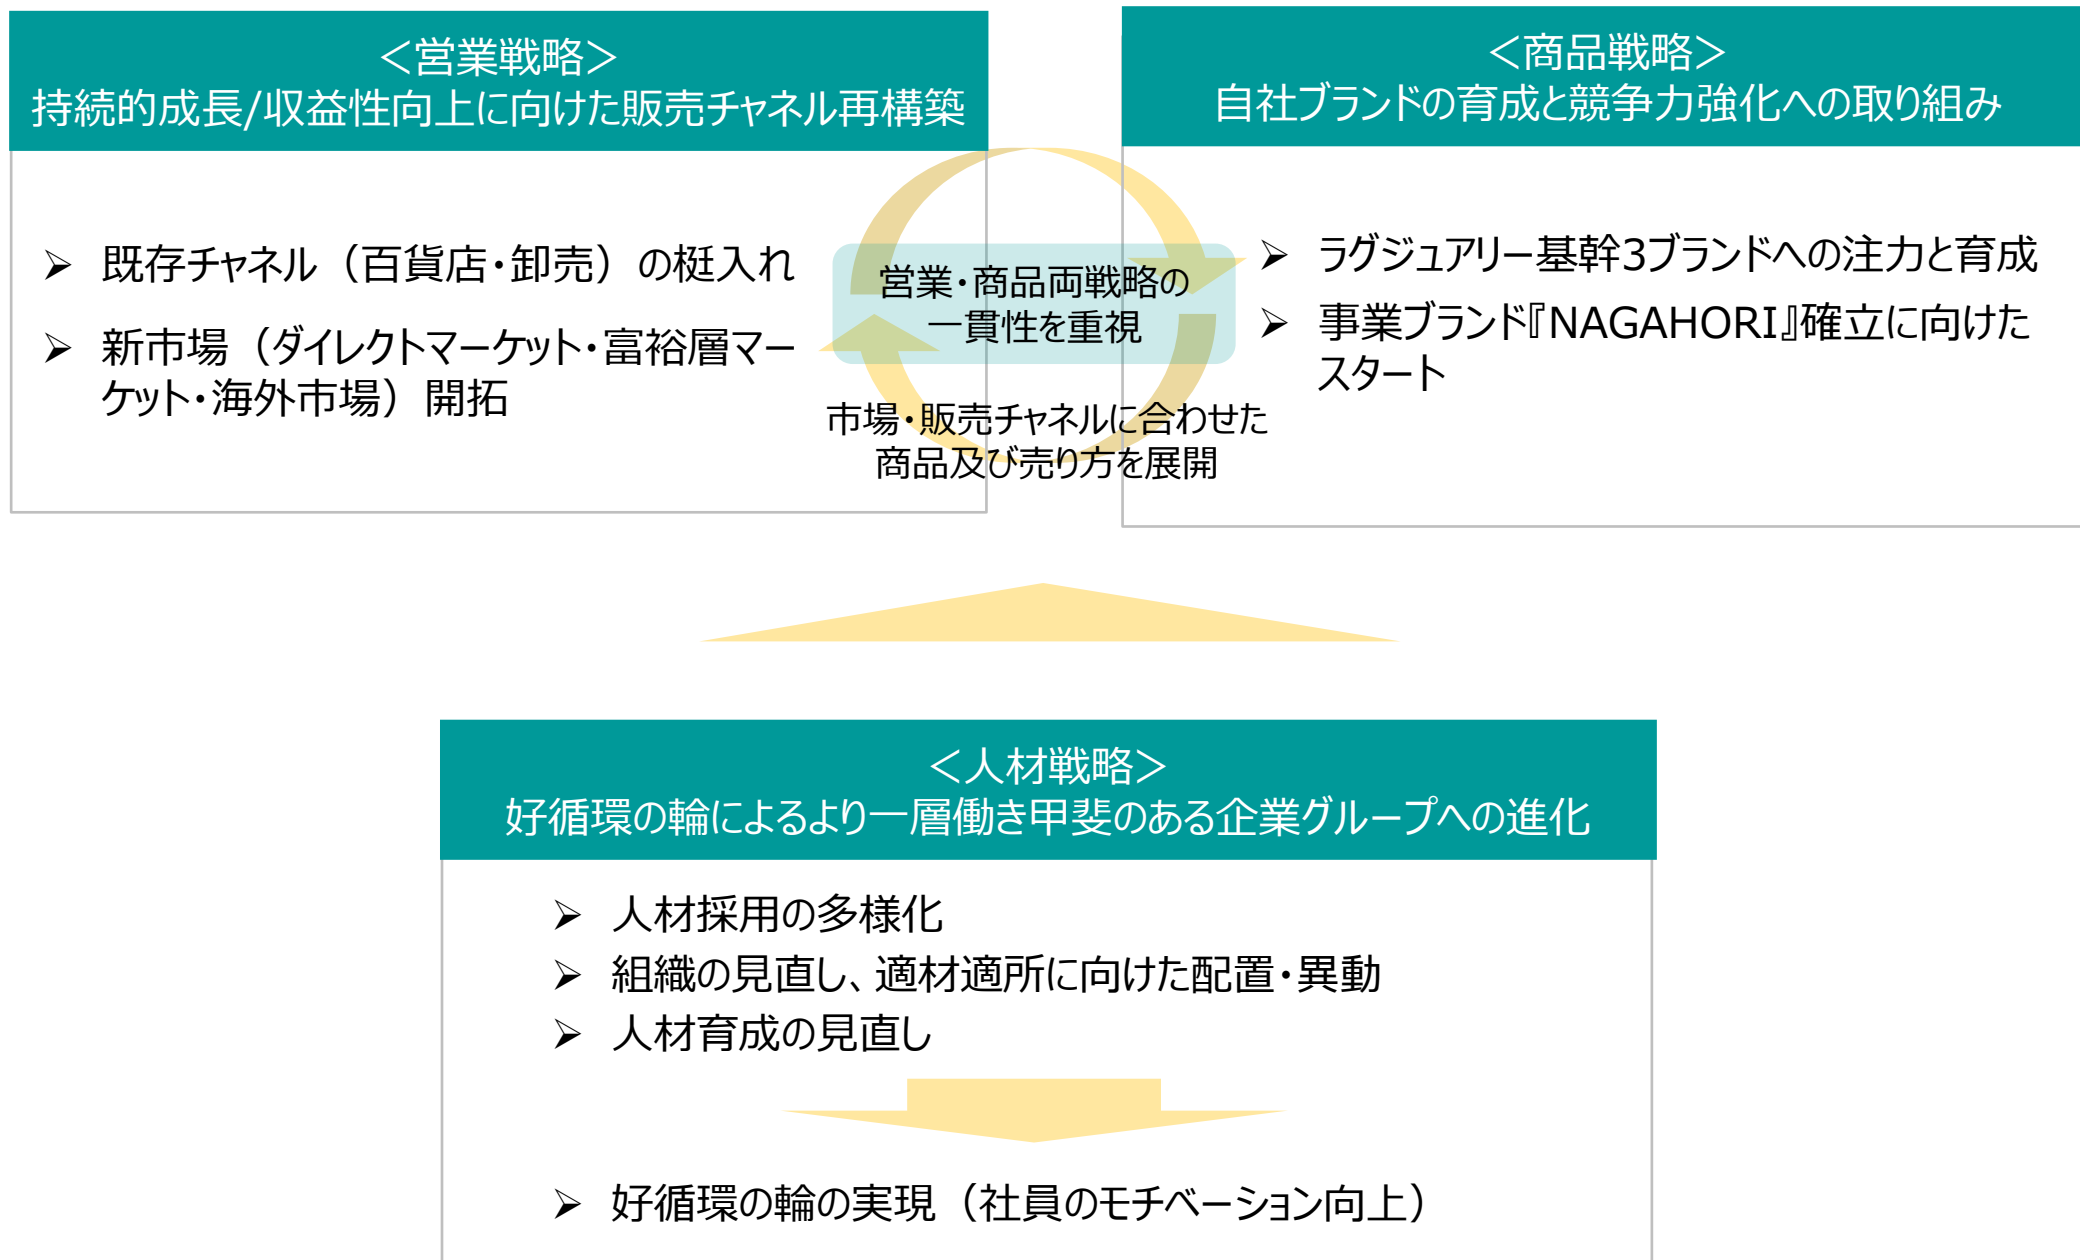 ＜営業戦略＞
持続的成長/収益性向上に向けた販売チャネル再構築
➢ 既存チャネル（百貨店・卸売）の梃入れ
➢ 新市場（ダイレクトマーケット・富裕層マー
ケット・海外市場）開拓
営業・商品両戦略の
一貫性を重視
市場・販売チャネルに合わせた
商品及び売り方を展開
＜商品戦略＞
自社ブランドの育成と競争力強化への取り組み
➢ ラグジュアリー基幹3ブランドへの注力と育成
➢ 事業ブランド『NAGAHORI』確立に向けた
スタート
＜人材戦略＞
好循環の輪によるより一層働き甲斐のある企業グループへの進化
➢ 人材採用の多様化
➢ 組織の見直し、適材適所に向けた配置・異動
➢ 人材育成の見直し
➢ 好循環の輪の実現（社員のモチベーション向上）